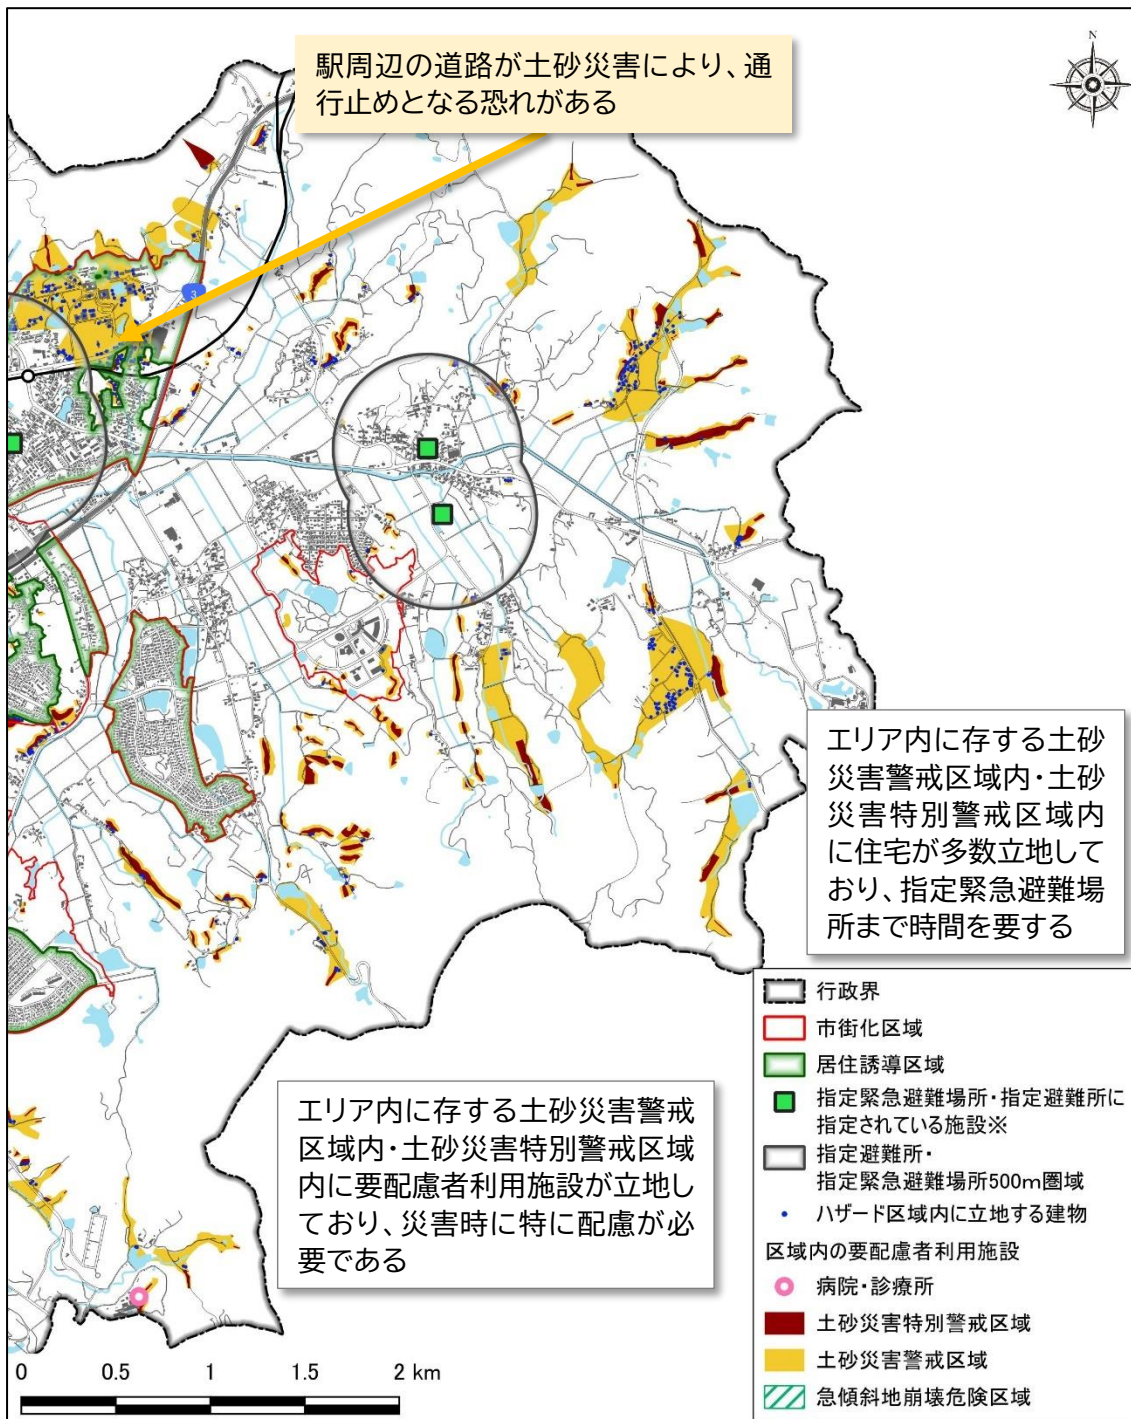 N
駅周辺の道路が土砂災害により、通
行止めとなる恐れがある
3
エリア内に存する土砂
災害警戒区域内・土砂
災害特別警戒区域内
に住宅が多数立地して
おり、指定緊急避難場
所まで時間を要する
エリア内に存する土砂災害警戒
区域内・土砂災害特別警戒区域
内に要配慮者利用施設が立地し
ており、災害時に特に配慮が必
要である
行政界
市街化区域
居住誘導区域
指定緊急避難場所・指定避難所に
指定されている施設※
指定避難所・
指定緊急避難場所500m圏域
ハザード区域内に立地する建物
区域内の要配慮者利用施設
病院・診療所
土砂災害特別警戒区域
土砂災害警戒区域
急傾斜地崩壊危険区域
0 0.5 1 1.5 2 km